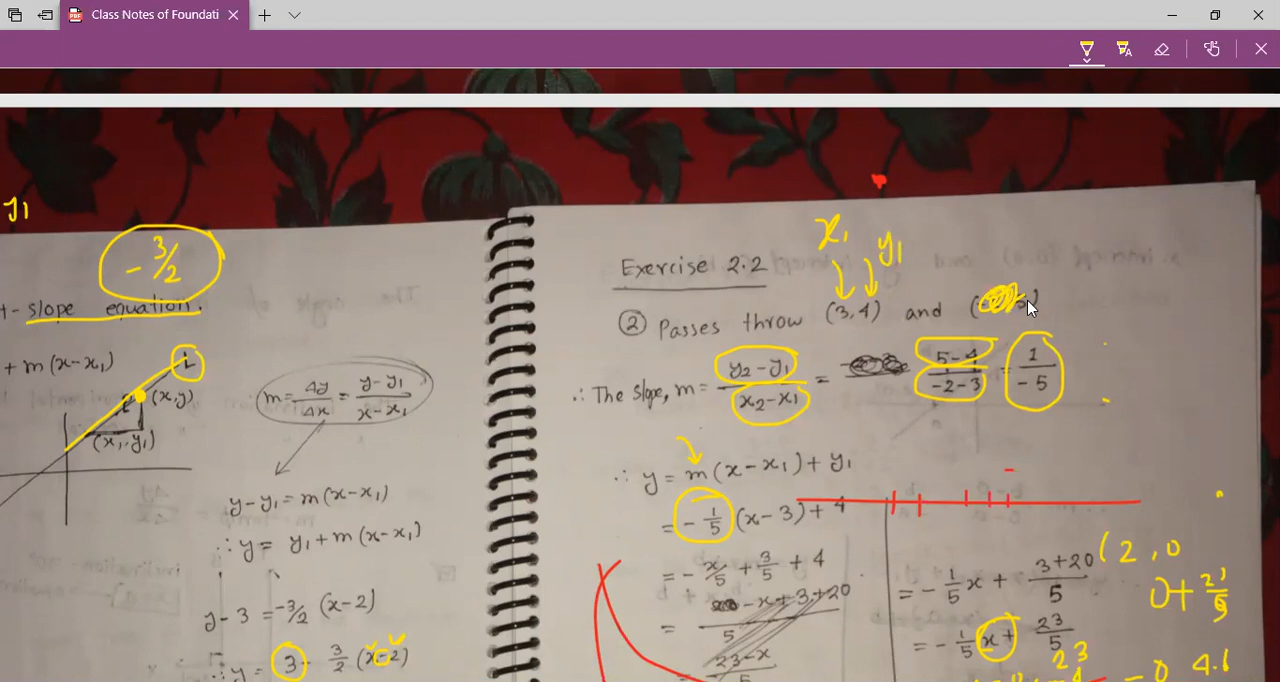 Class Notes of Foundati
y1
- 3/2
t-slope equation.
+ m(x-x₁)
L
(x,y)
(x₁,y₁)
m = Δy/Δx = y-y₁/x-x₁
y-y₁ = m(x-x₁)
∴ y = y₁+m(x-x₁)
y-3 = -3/2 (x-2)
∴ y = 3 - 3/2 (x-2)
x₁ y1
Exercise 2.2
② Passes throw (3,4) and (
∴ The slope, m = y₂-y₁/x₂-x₁ = 5-4/-2-3 = 1/-5
∴ y = m(x-x₁)+y₁
= -1/5 (x-3)+4
= -x/5 + 3/5 + 4
= -x+3+20/5
= 23-x/5
= -1/5 x + 3+20/5
= -1/5 x + 23/5
(2,0
0+
23
4.1